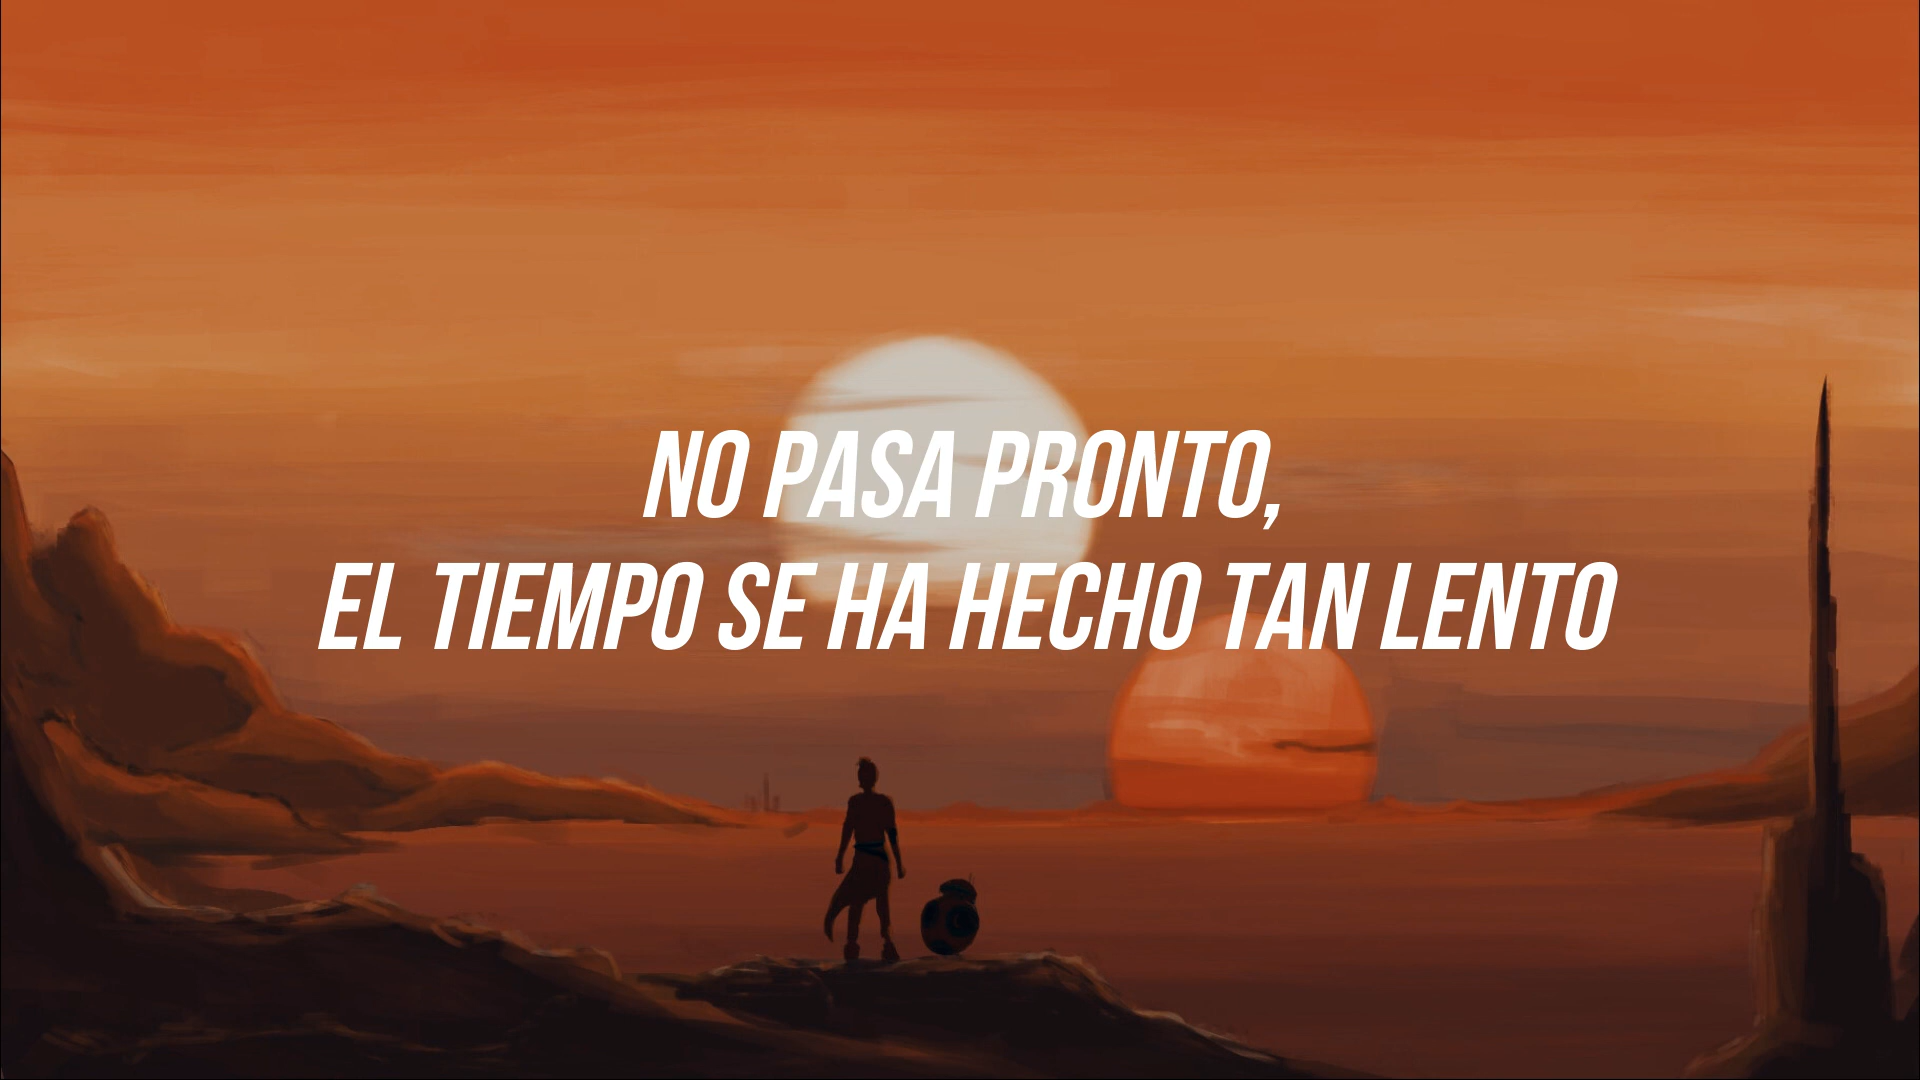 NO PASA PRONTO,
EL TIEMPO SE HA HECHO TAN LENTO